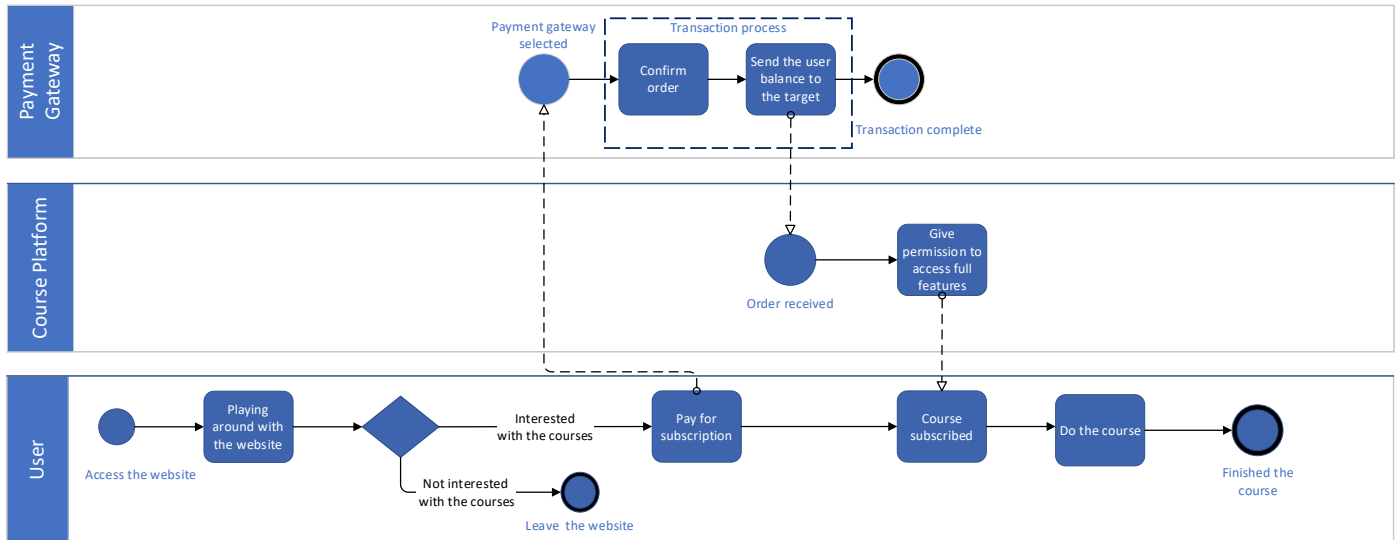 Payment
Gateway
Payment gateway
selected
Transaction process
Confirm
order
Send the user
balance to
the target
Transaction complete
Course Platform
Order received
Give
permission to
access full
features
User
Access the website
Playing
around with
the website
Interested
with the courses
Not interested
with the courses
Leave the website
Pay for
subscription
Course
subscribed
Do the course
Finished the
course